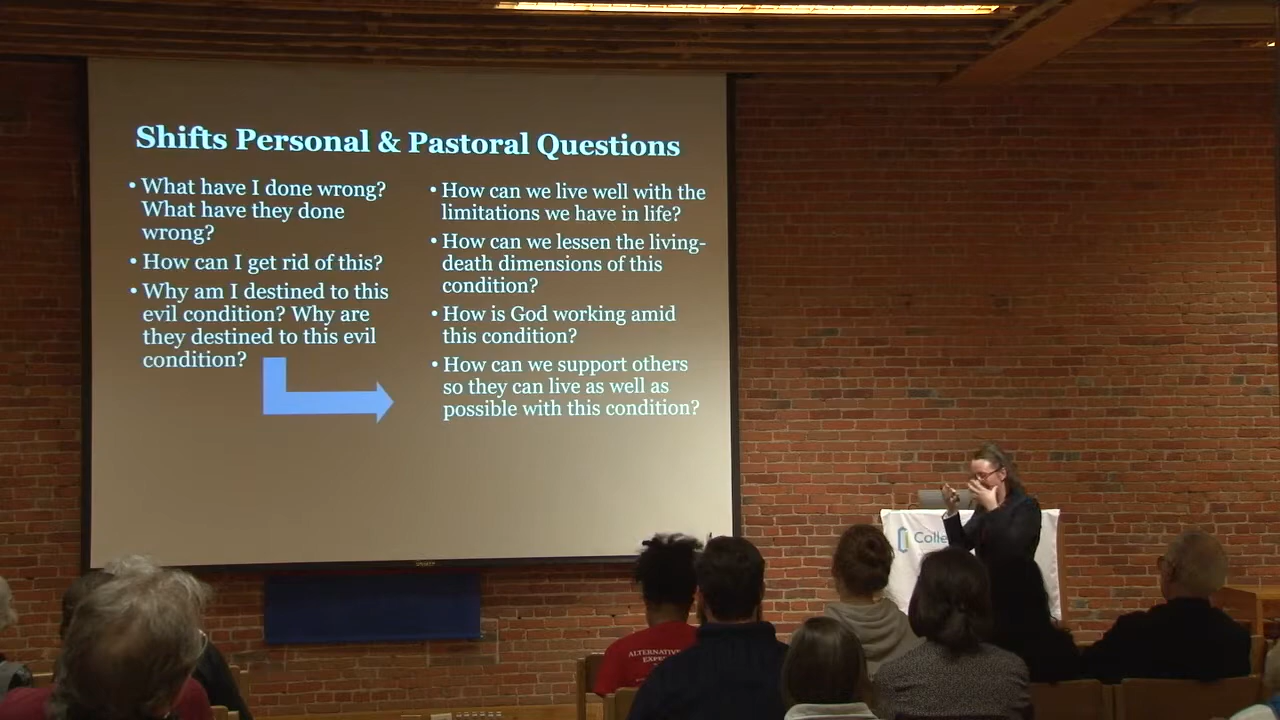 Shifts Personal & Pastoral Questions
• What have I done wrong?
What have they done
wrong?
• How can I get rid of this?
• Why am I destined to this
evil condition? Why are
they destined to this evil
condition?
• How can we live well with the
limitations we have in life?
• How can we lessen the living-
death dimensions of this
condition?
• How is God working amid
this condition?
• How can we support others
so they can live as well as
possible with this condition?
Colle
ALTERNATIVE